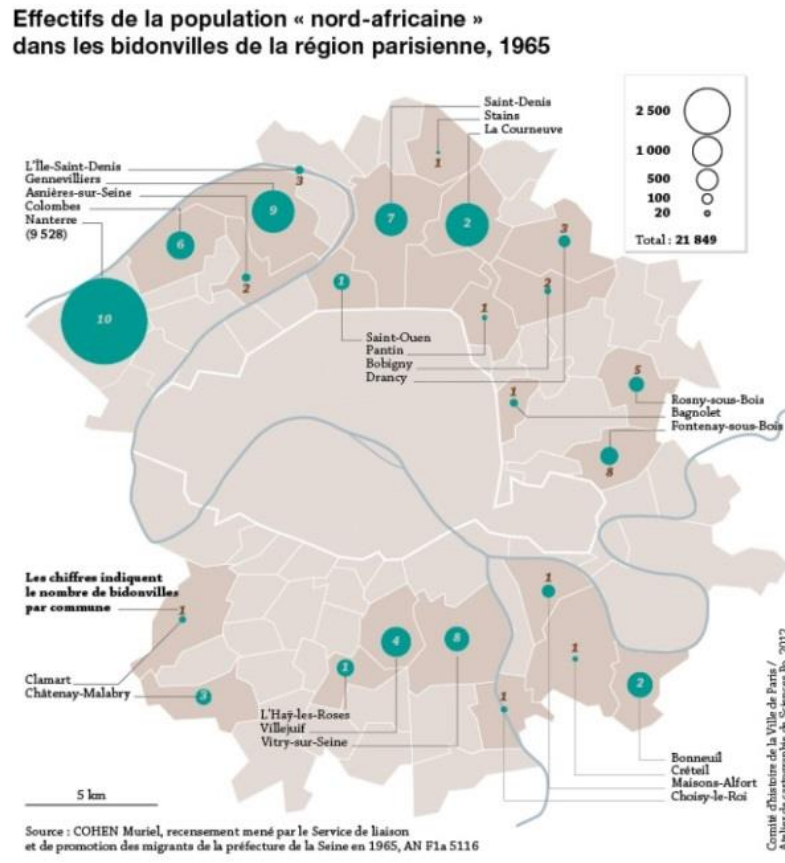 Effectifs de la population « nord-africaine »
dans les bidonvilles de la région parisienne, 1965
2 500
1 000
500
100
20
Total : 21 849
Saint-Denis
Stains
La Courneuve
L'Île-Saint-Denis
Gennevilliers
Asnières-sur-Seine
Colombes
Nanterre
(9 528)
1
3
9
7
2
6
3
2
1
2
10
1
Saint-Ouen
Pantin
Bobigny
Drancy
5
1
Rosny-sous-Bois
Bagnolet
Fontenay-sous-Bois
8
Les chiffres indiquent
le nombre de bidonvilles
par commune
1
1
4
8
1
1
3
2
1
Clamart
Châtenay-Malabry
L'Haÿ-les-Roses
Villejuif
Vitry-sur-Seine
Bonneuil
Créteil
Maisons-Alfort
Choisy-le-Roi
5 km
Source : COHEN Muriel, recensement mené par le Service de liaison
et de promotion des migrants de la préfecture de la Seine en 1965, AN F1a 5116
Comité d'histoire de la Ville de Paris /
Atelier de cartographie de Sciences Po, 2012